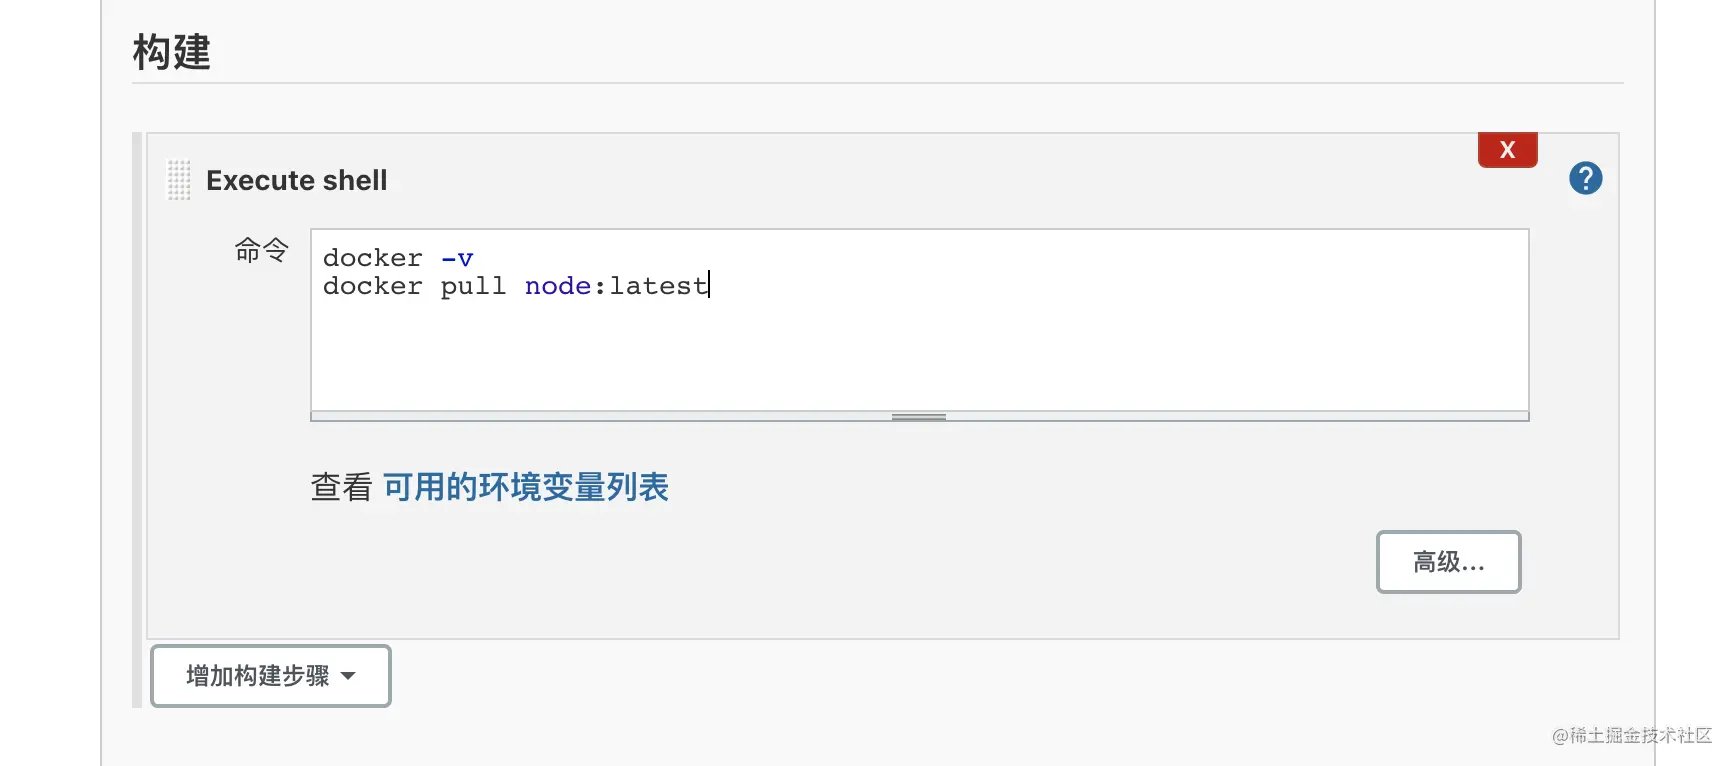 构建
X
Execute shell
?
命令
docker -v
docker pull node:latest
查看 可用的环境变量列表
高级...
增加构建步骤
@稀土掘金技术社区